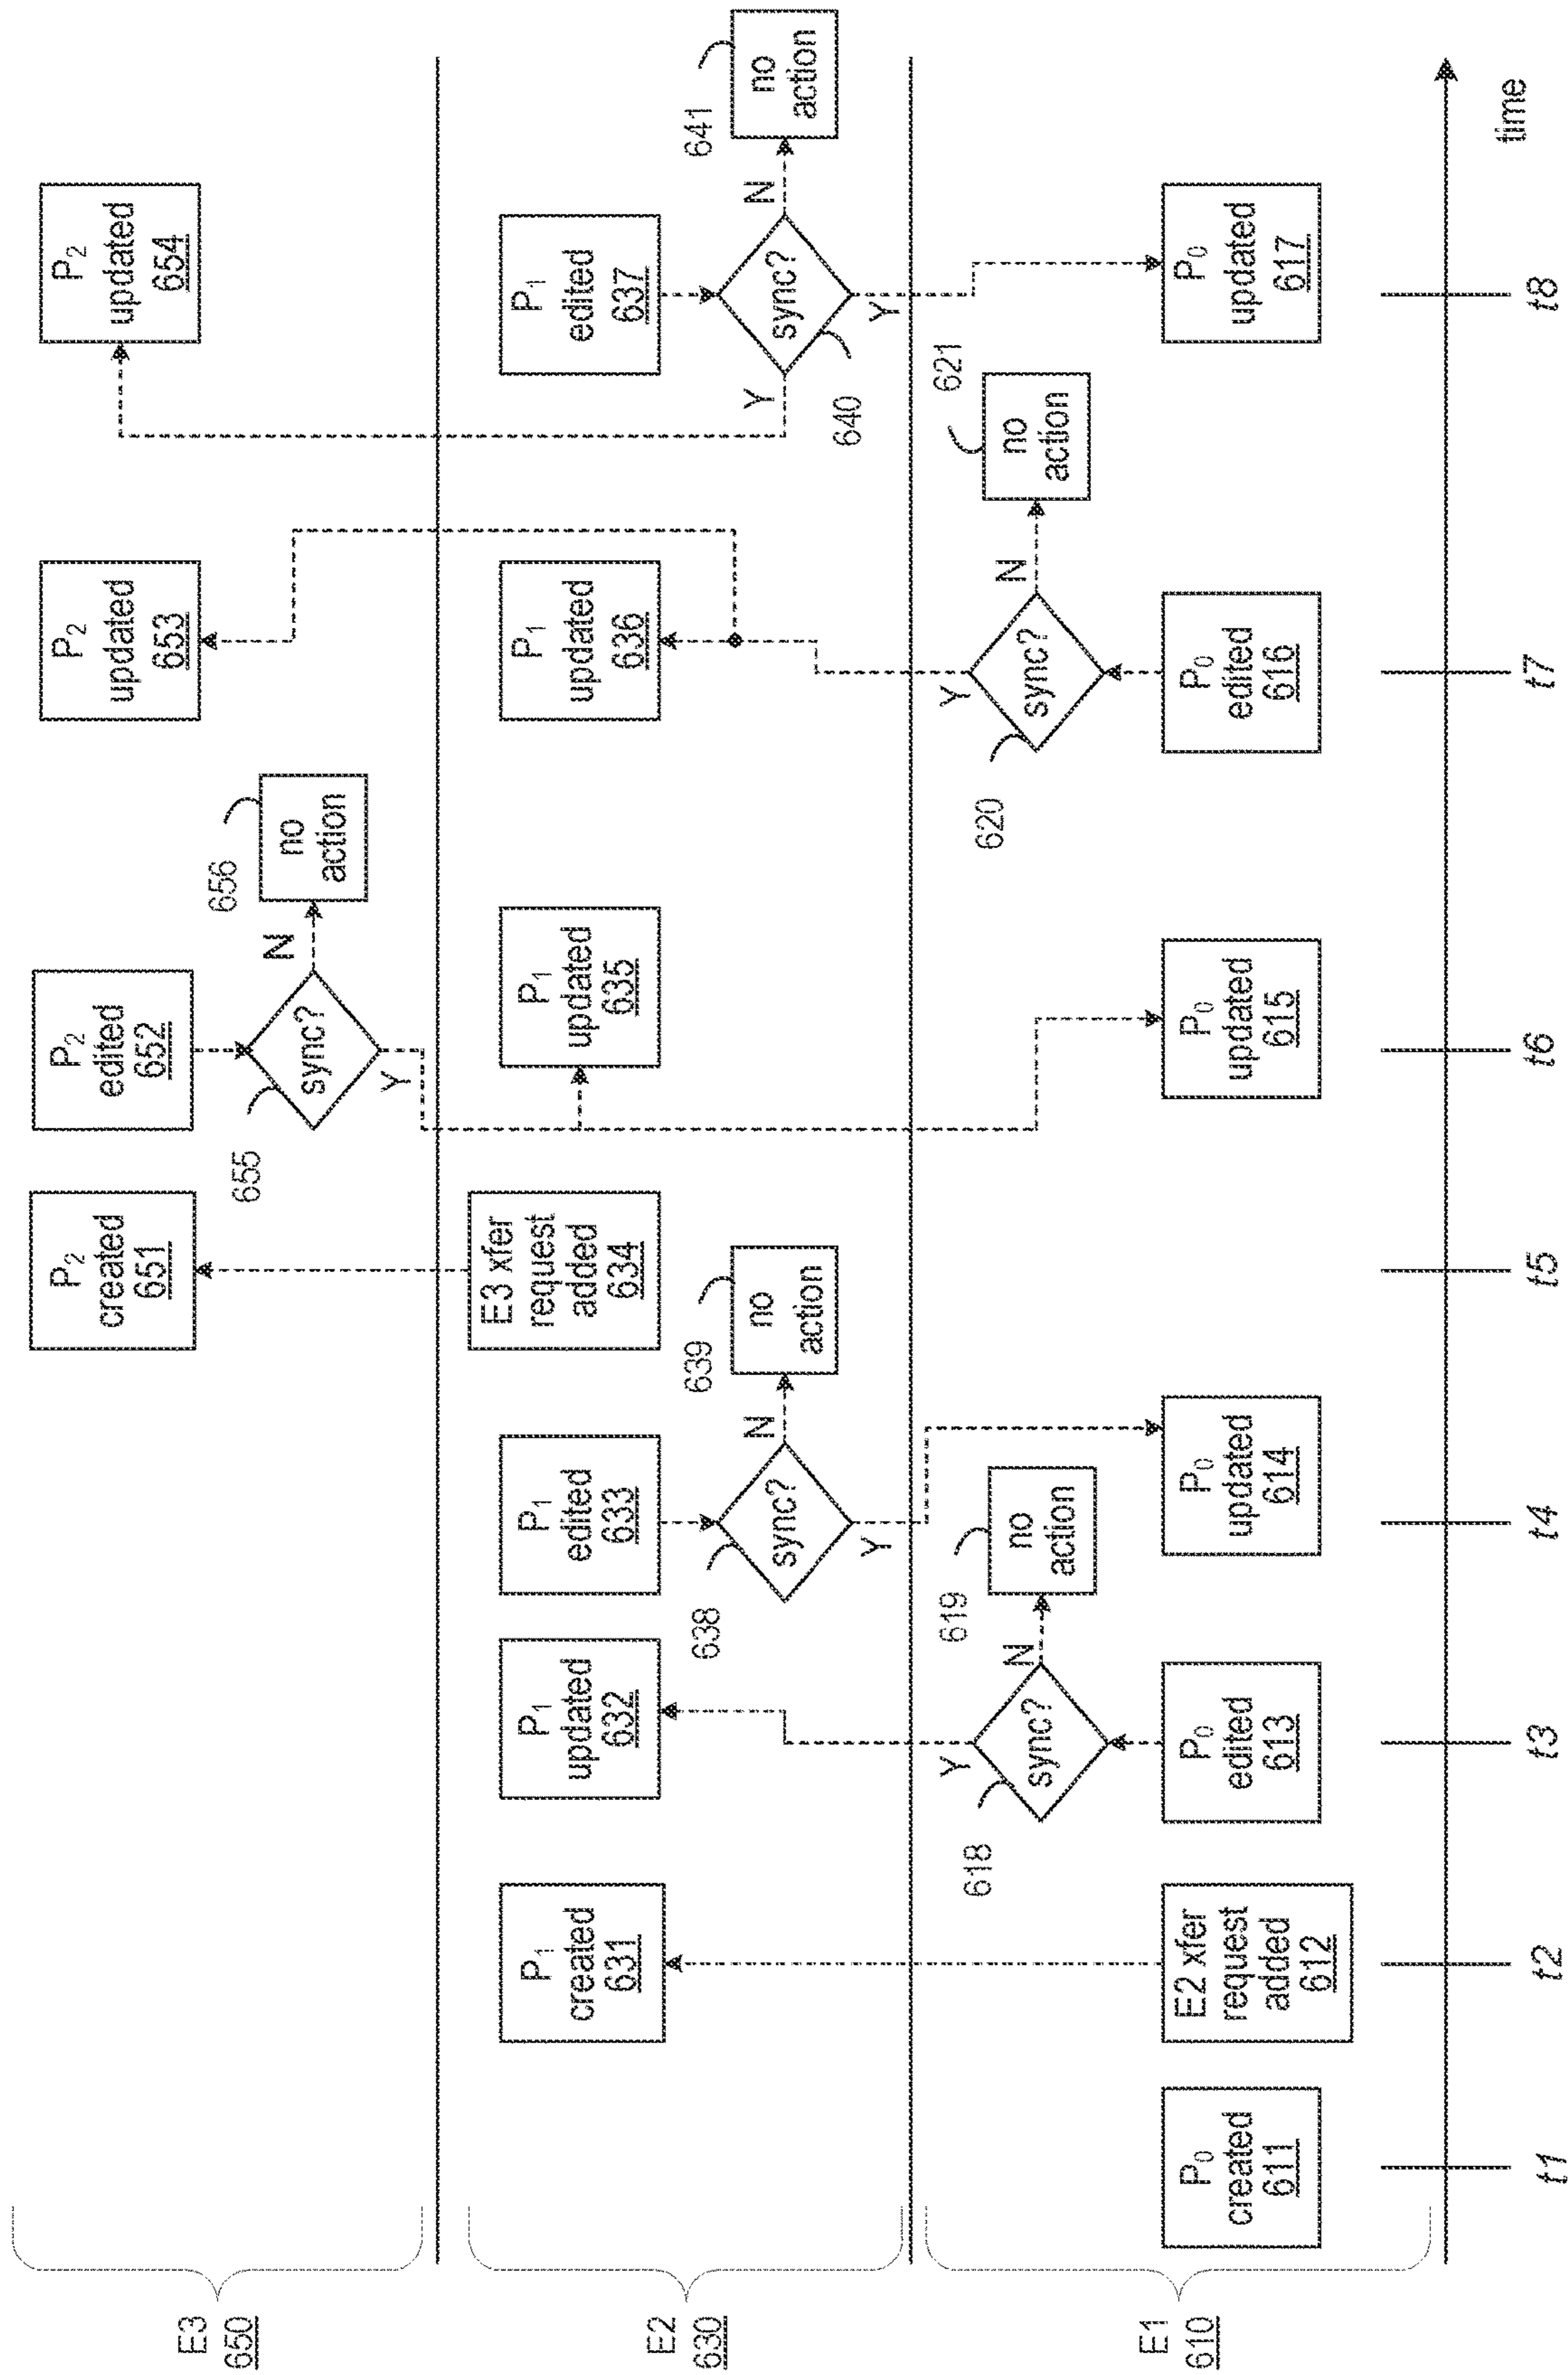 E3
650
P2
created
651
P2
edited
652
655
sync?
N
Y
656
no
action
P2
updated
653
P2
updated
654
E2
630
P1
created
631
P1
updated
632
P1
edited
633
638
sync?
N
Y
639
no
action
E3 xfer
request
added
634
P1
updated
635
P1
updated
636
P1
edited
637
Y
sync?
N
Y
640
641
no
action
E1
610
P0
created
611
E2 xfer
request
added
612
618
Y
sync?
N
619
no
action
P0
edited
613
P0
updated
614
P0
updated
615
620
Y
sync?
N
621
no
action
P0
edited
616
P0
updated
617
t1
t2
t3
t4
t5
t6
t7
t8
time